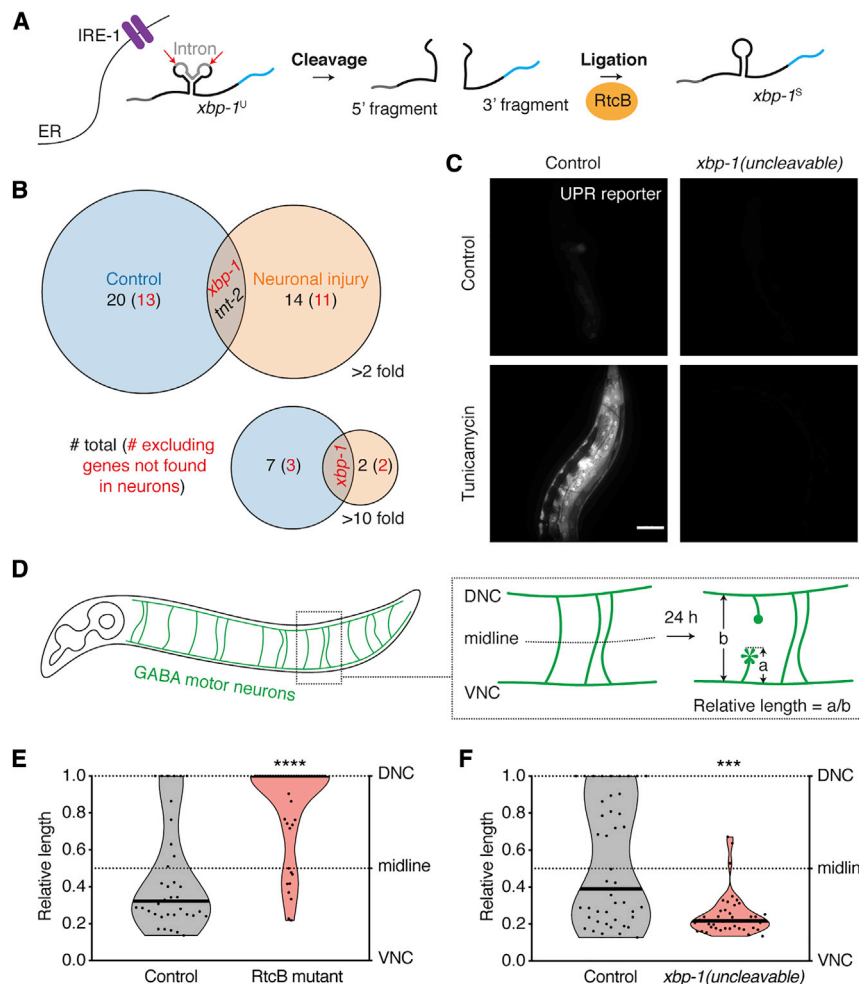 A
IRE-1
Intron
ER
xbp-1ᵁ
Cleavage
5’ fragment
3’ fragment
Ligation
RtcB
xbp-1ˢ
B
Control
20 (13)
xbp-1
tnt-2
Neuronal injury
14 (11)
>2 fold
# total (# excluding
genes not found
in neurons)
7 (3)
xbp-1
2 (2)
>10 fold
C
Control
xbp-1(uncleavable)
UPR reporter
Control
Tunicamycin
D
GABA motor neurons
DNC
midline
VNC
24 h
b
a
Relative length = a/b
E
****
1.0
0.8
0.6
0.4
0.2
0.0
Relative length
DNC
midline
VNC
Control
RtcB mutant
F
***
1.0
0.8
0.6
0.4
0.2
0.0
Relative length
DNC
midlin
VNC
Control
xbp-1(uncleavable)